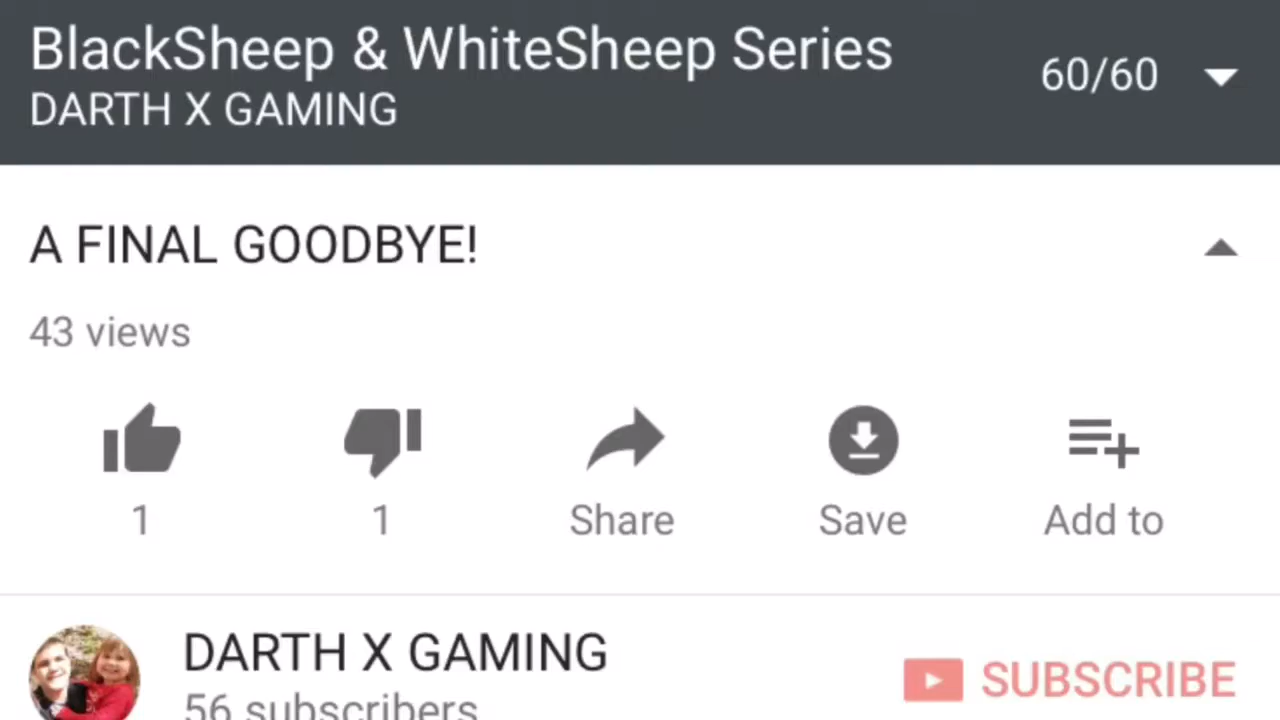 BlackSheep & WhiteSheep Series
DARTH X GAMING
60/60
A FINAL GOODBYE!
43 views
1
1
Share
Save
Add to
DARTH X GAMING
56 subscribers
SUBSCRIBE